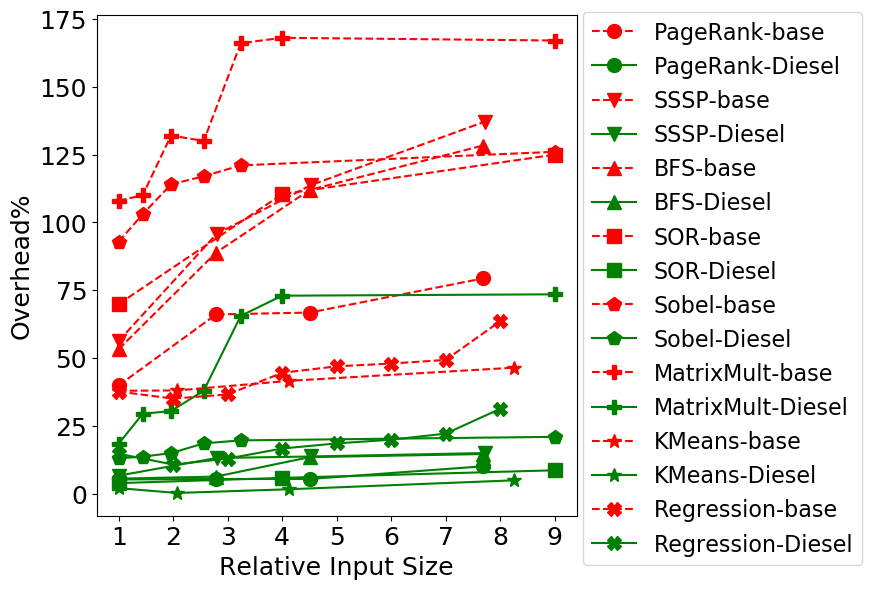 175
150
125
100
75
50
25
0
Overhead%
1 2 3 4 5 6 7 8 9
Relative Input Size
PageRank-base
PageRank-Diesel
SSSP-base
SSSP-Diesel
BFS-base
BFS-Diesel
SOR-base
SOR-Diesel
Sobel-base
Sobel-Diesel
MatrixMult-base
MatrixMult-Diesel
KMeans-base
KMeans-Diesel
Regression-base
Regression-Diesel